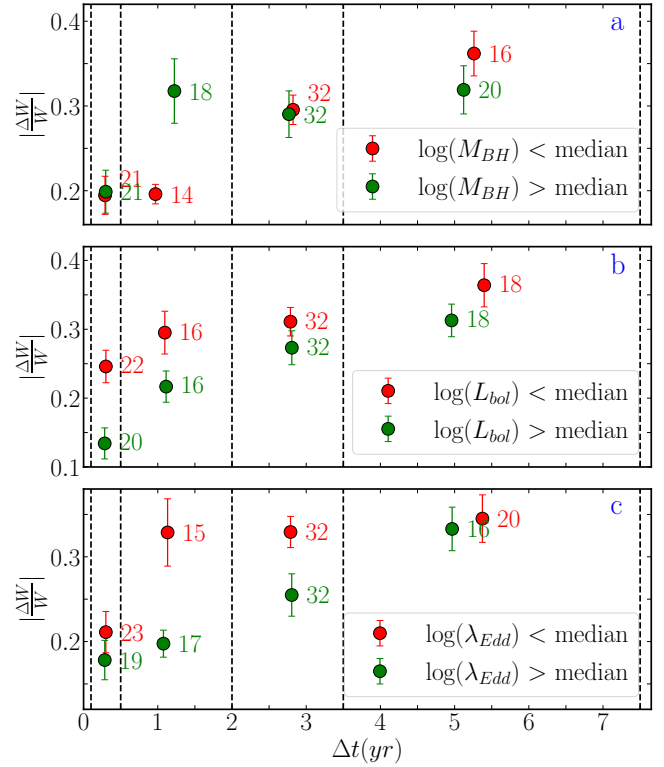 a
0.4
0.3
0.2
|ΔW/W|
21
21
14
18
32
32
16
20
log(M_BH) < median
log(M_BH) > median
b
0.4
0.3
0.2
0.1
|ΔW/W|
22
20
16
16
32
32
18
18
log(L_bol) < median
log(L_bol) > median
c
0.3
0.2
|ΔW/W|
23
19
15
17
32
32
16
20
log(λ_Edd) < median
log(λ_Edd) > median
0 1 2 3 4 5 6 7
Δt(yr)